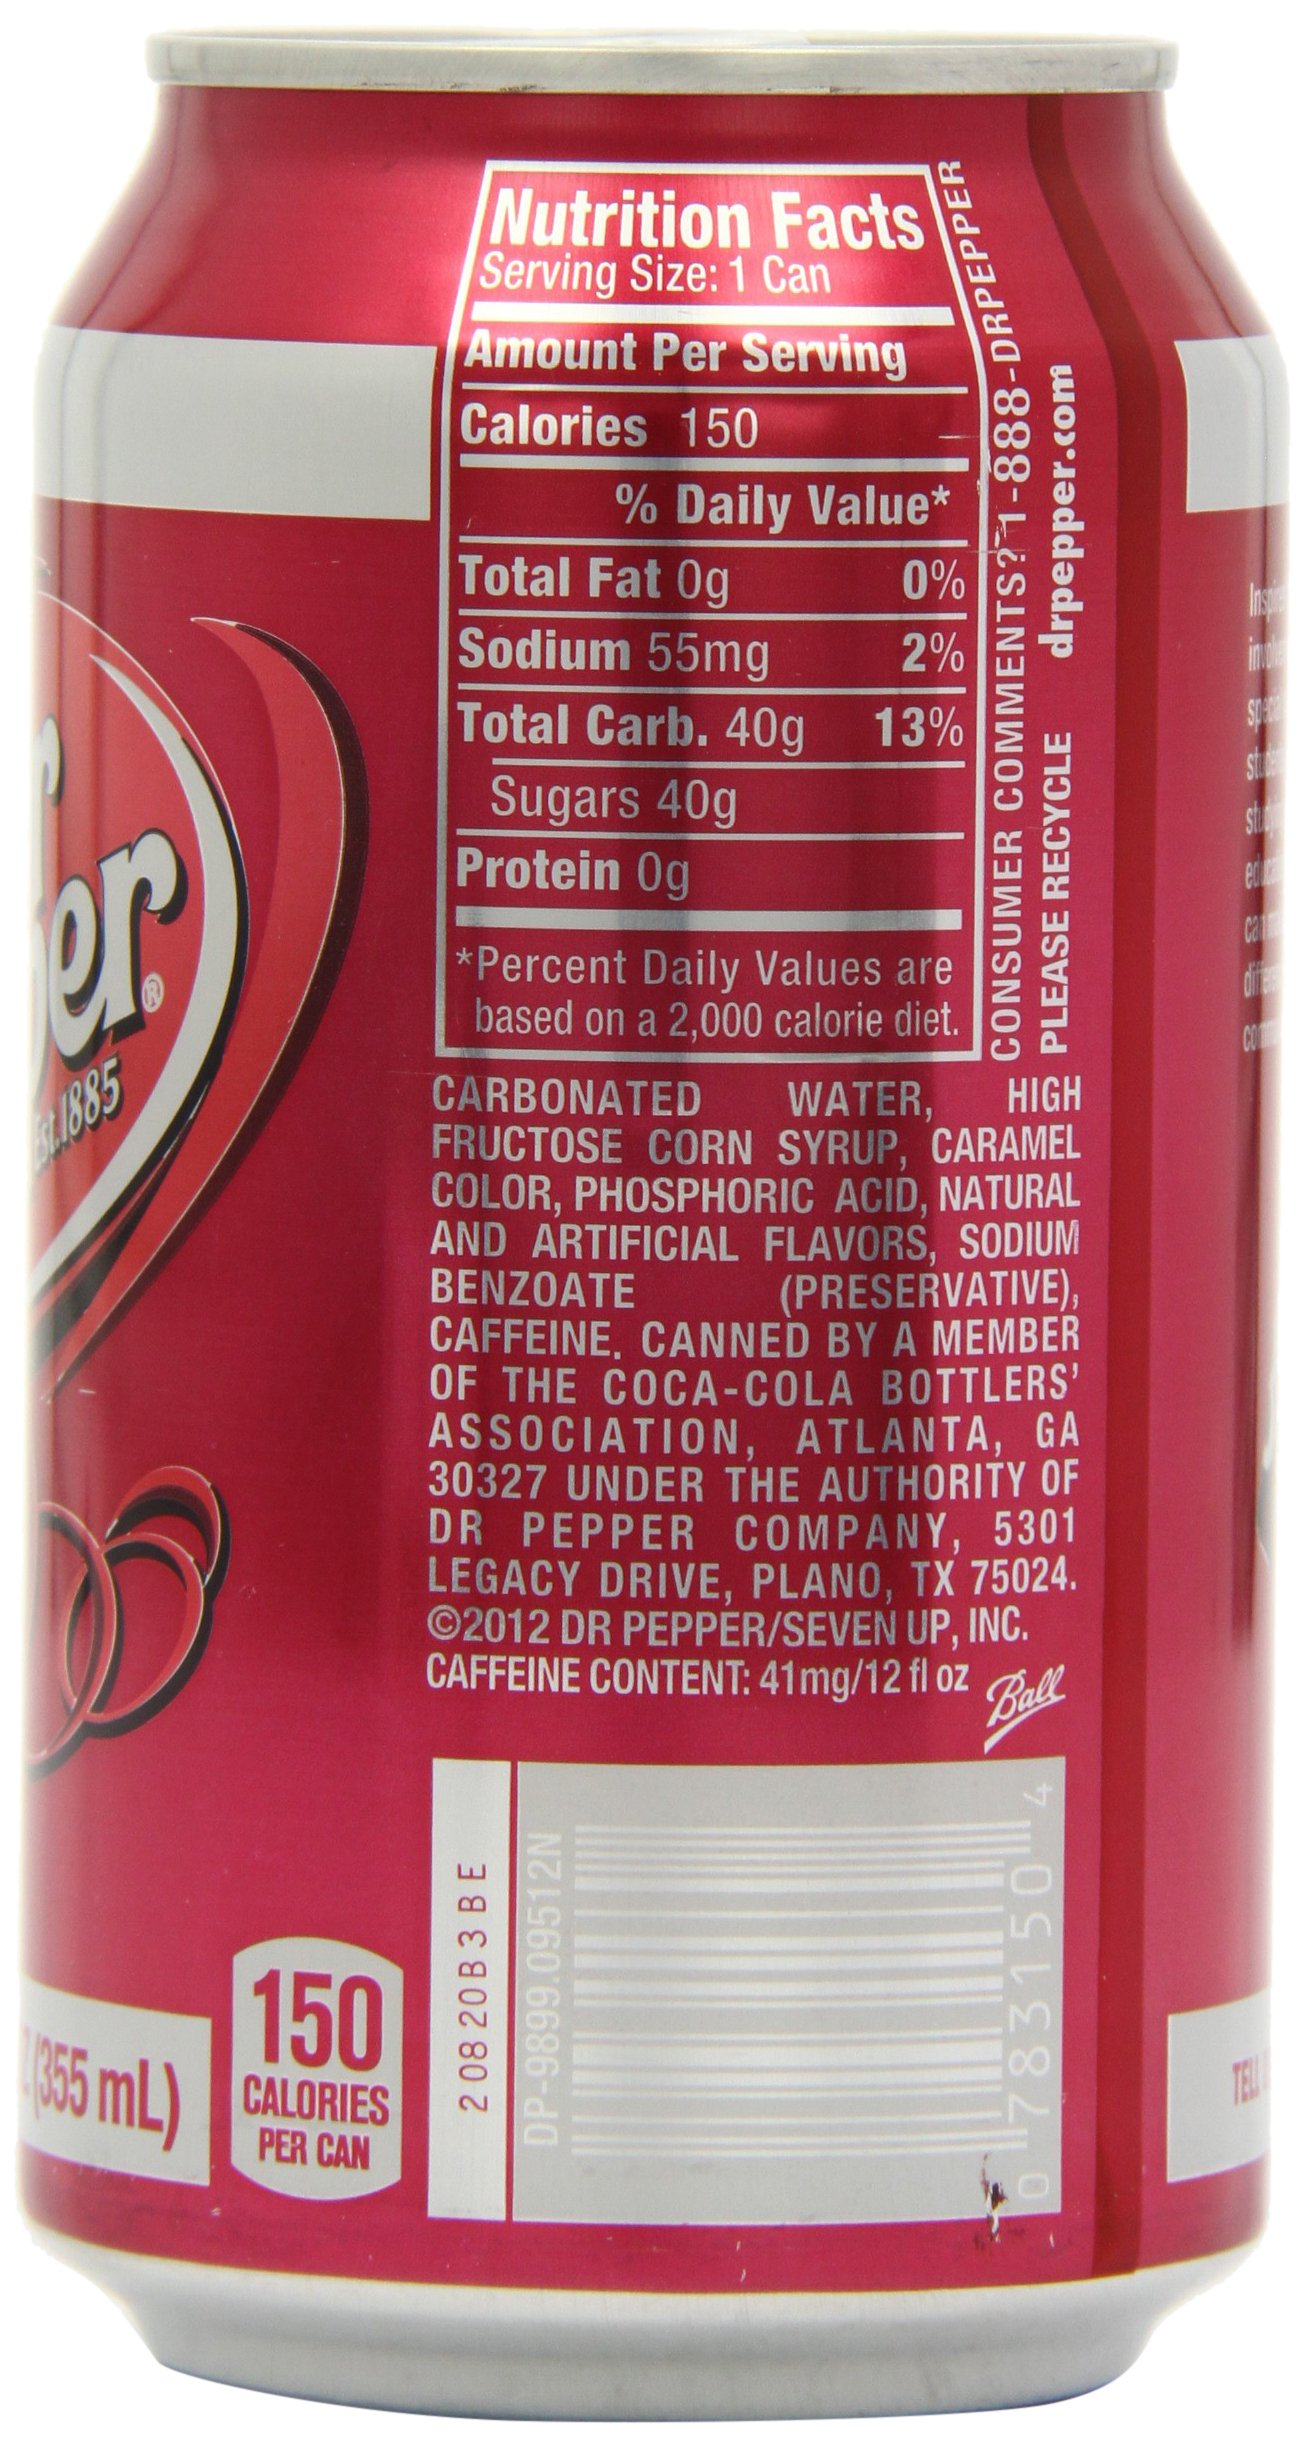 Nutrition Facts
Serving Size: 1 Can
Amount Per Serving
Calories 150
% Daily Value*
Total Fat 0g 0%
Sodium 55mg 2%
Total Carb. 40g 13%
Sugars 40g
Protein 0g
*Percent Daily Values are
based on a 2,000 calorie diet.
CONSUMER COMMENTS? 1-888-DRPEPPER
PLEASE RECYCLE drpepper.com
CARBONATED WATER, HIGH
FRUCTOSE CORN SYRUP, CARAMEL
COLOR, PHOSPHORIC ACID, NATURAL
AND ARTIFICIAL FLAVORS, SODIUM
BENZOATE (PRESERVATIVE),
CAFFEINE. CANNED BY A MEMBER
OF THE COCA-COLA BOTTLERS'
ASSOCIATION, ATLANTA, GA
30327 UNDER THE AUTHORITY OF
DR PEPPER COMPANY, 5301
LEGACY DRIVE, PLANO, TX 75024.
©2012 DR PEPPER/SEVEN UP, INC.
CAFFEINE CONTENT: 41mg/12 fl oz
Ball
20820B3BE
DP-9899.09512N
0 783150 4
er®
Est.1885
(355 mL)
150
CALORIES
PER CAN
TELL